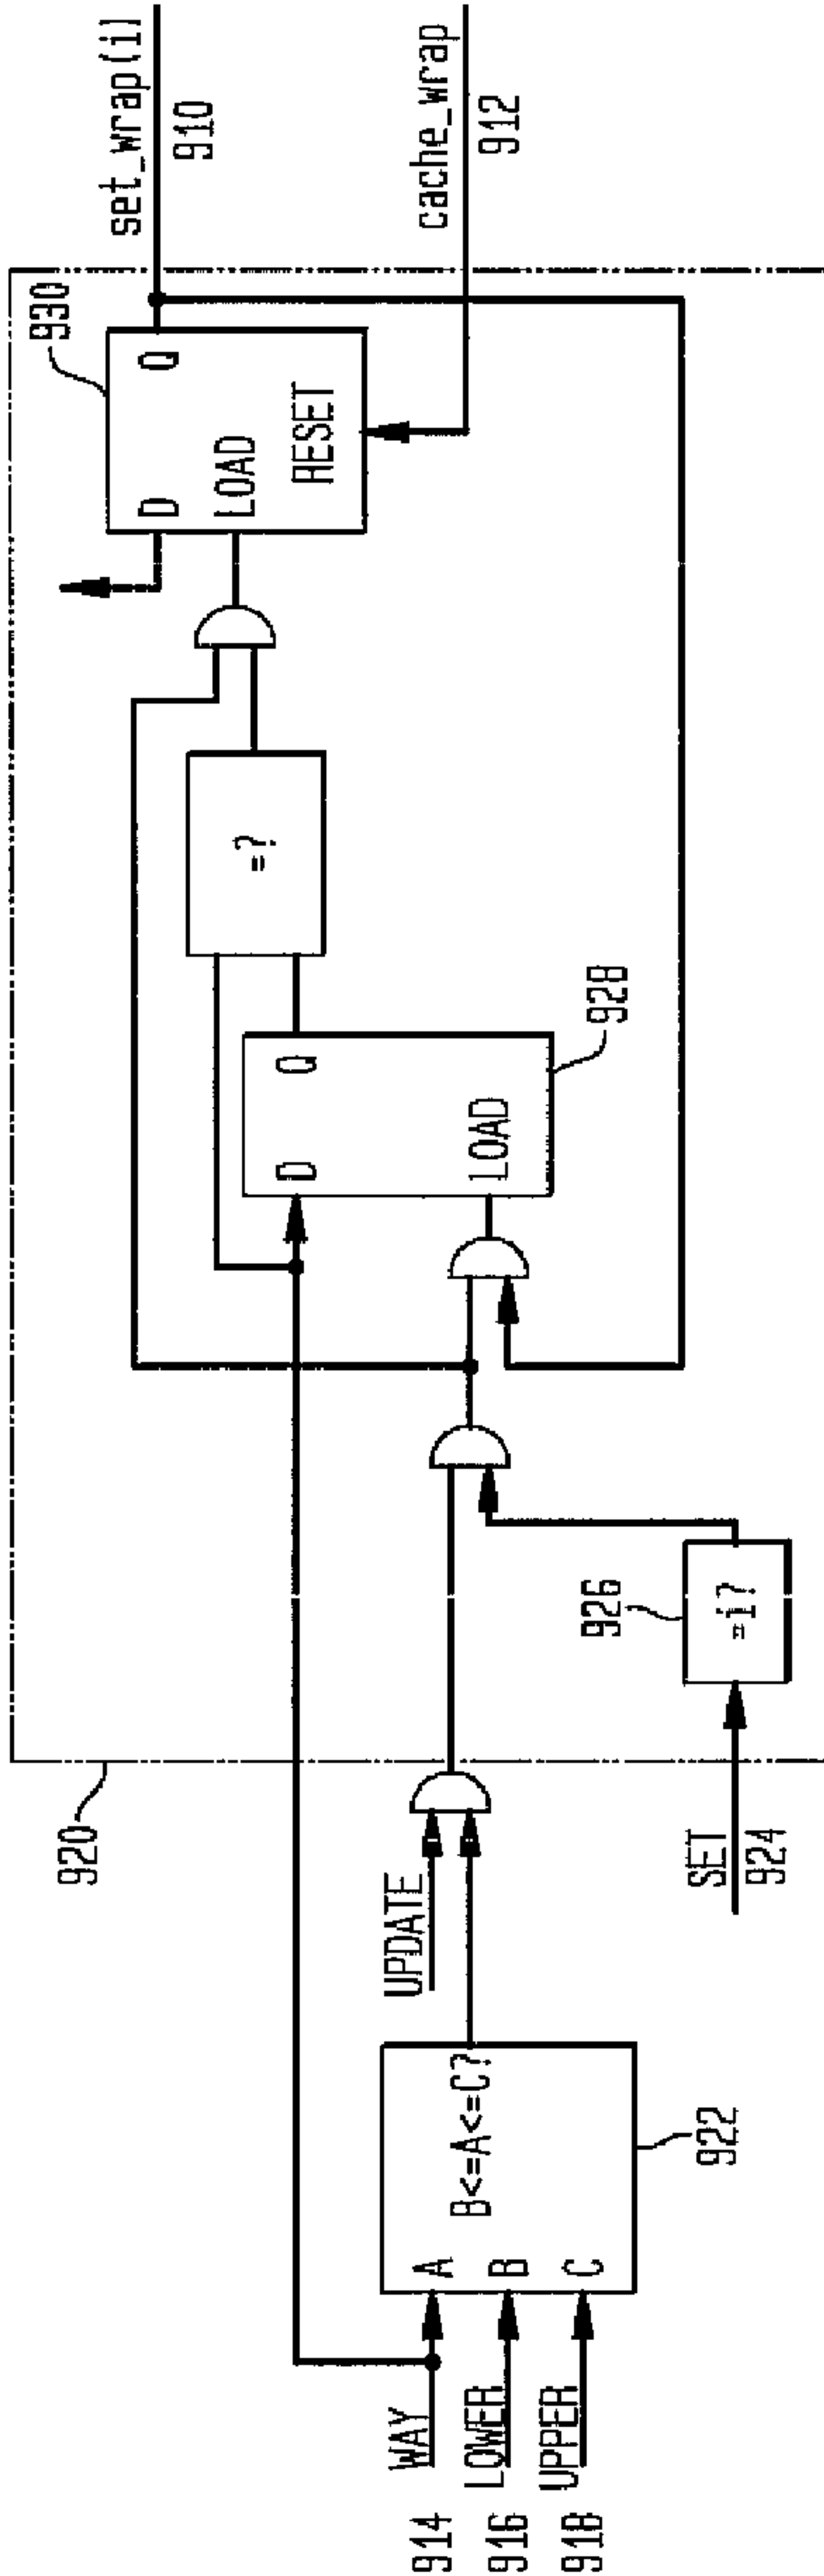 920
930
set_wrap(i)
910
cache_wrap
912
D
Q
LOAD
RESET
=?
D
Q
LOAD
928
926
=i?
SET
924
UPDATE
B<=A<=C?
A
B
C
922
WAY
914
LOWER
916
UPPER
918